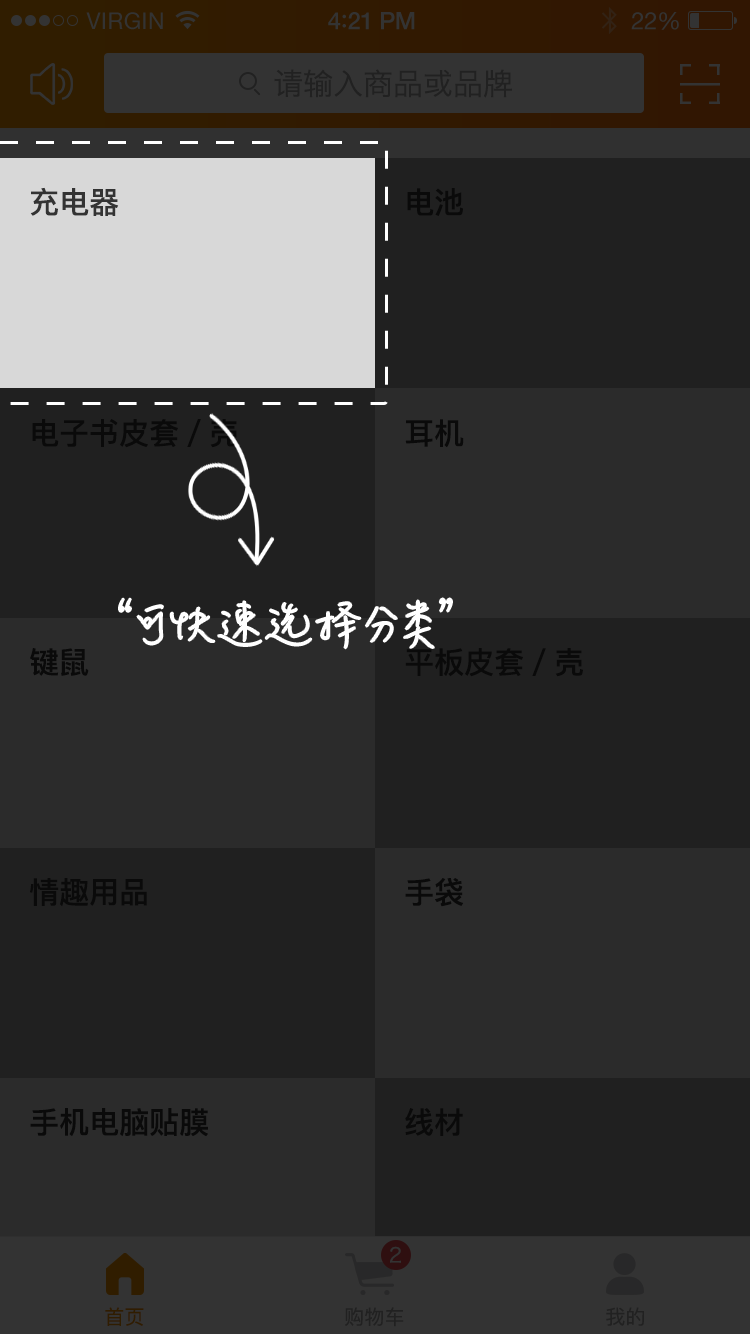 VIRGIN 4:21 PM 22%
请输入商品或品牌
充电器 电池
电子书皮套 / 壳 耳机
“可快速选择分类”
键鼠 平板皮套 / 壳
情趣用品 手袋
手机电脑贴膜 线材
2
首页 购物车 我的